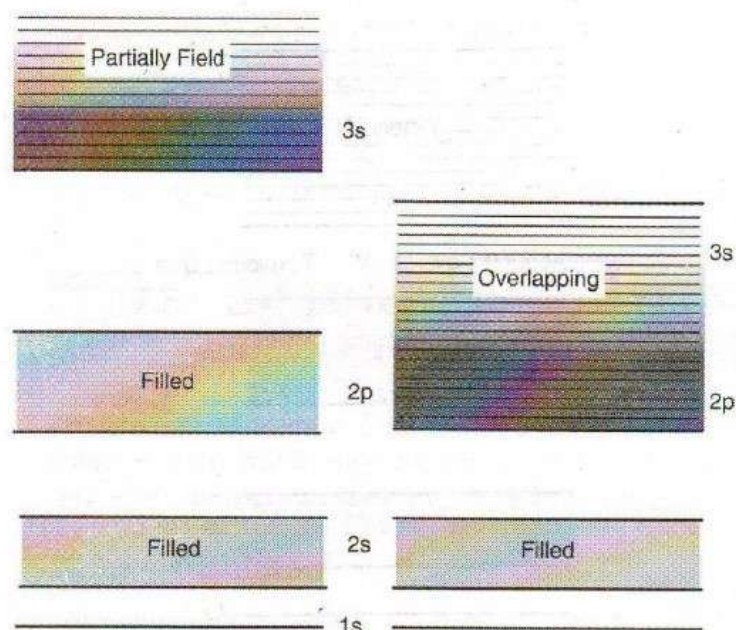 Partially Field
3s
3s
Overlapping
Filled
2p
2p
Filled
2s
Filled
1s